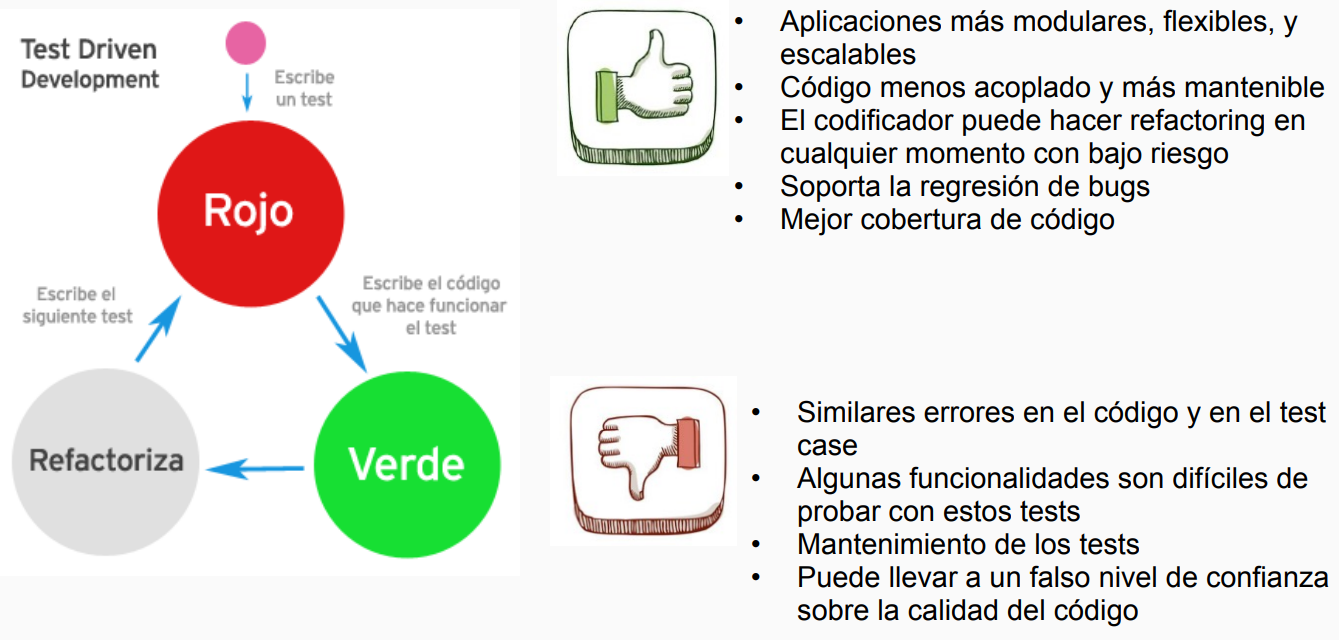 Test Driven
Development
Escribe
un test
Rojo
Escribe el código
que hace funcionar
el test
Verde
Refactoriza
Escribe el
siguiente test
• Aplicaciones más modulares, flexibles, y
escalables
• Código menos acoplado y más mantenible
• El codificador puede hacer refactoring en
cualquier momento con bajo riesgo
• Soporta la regresión de bugs
• Mejor cobertura de código
• Similares errores en el código y en el test
case
• Algunas funcionalidades son difíciles de
probar con estos tests
• Mantenimiento de los tests
• Puede llevar a un falso nivel de confianza
sobre la calidad del código